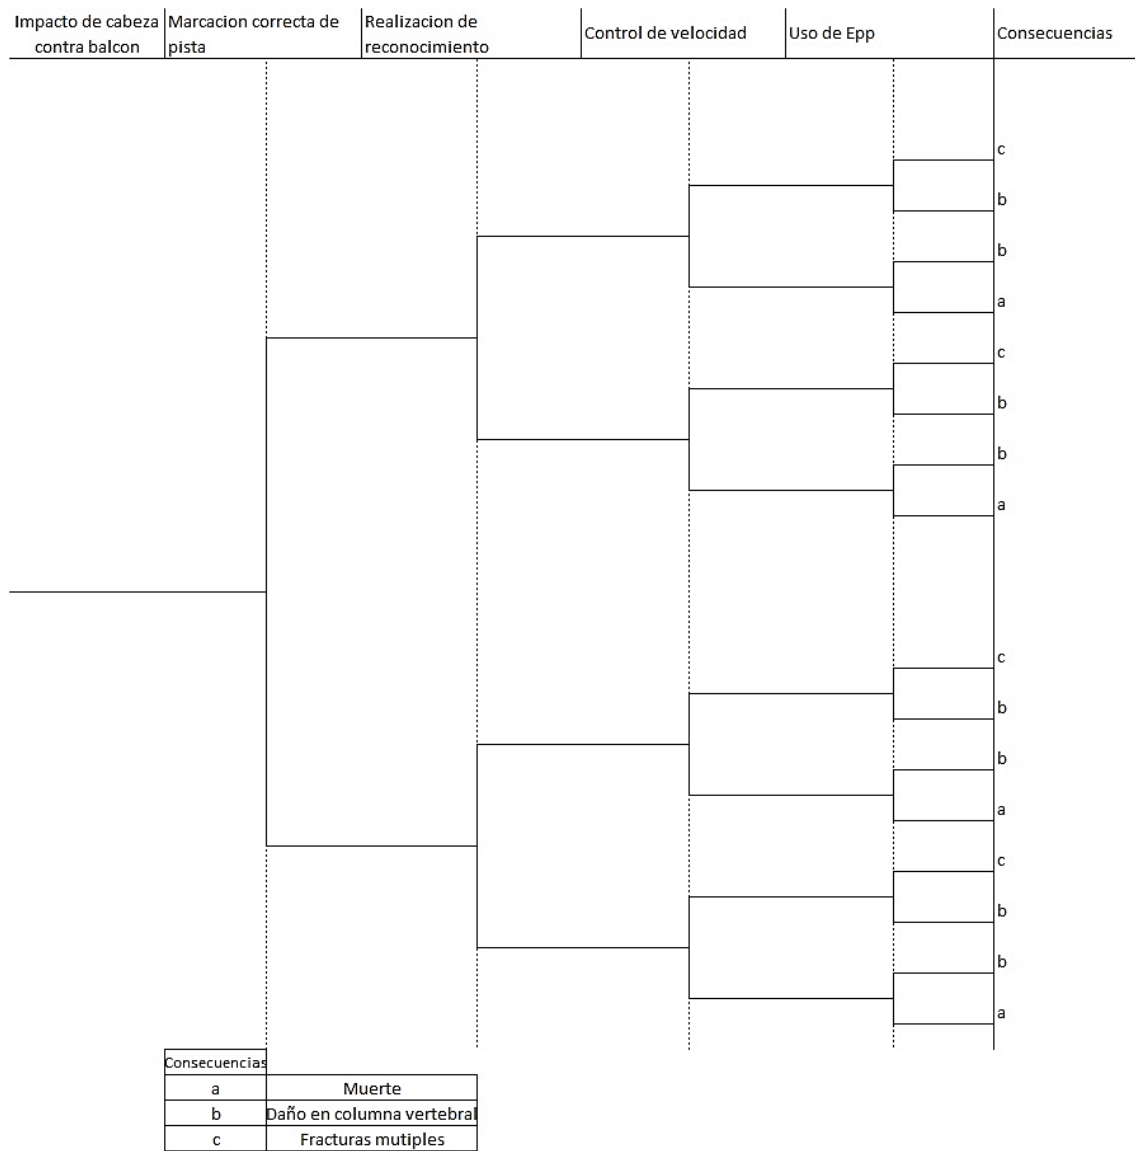 Impacto de cabeza
contra balcon
Marcacion correcta de
pista
Realizacion de
reconocimiento
Control de velocidad
Uso de Epp
Consecuencias
c
b
b
a
c
b
b
a
c
b
b
a
c
b
b
a
Consecuencias
a Muerte
b Daño en columna vertebral
c Fracturas mutiples